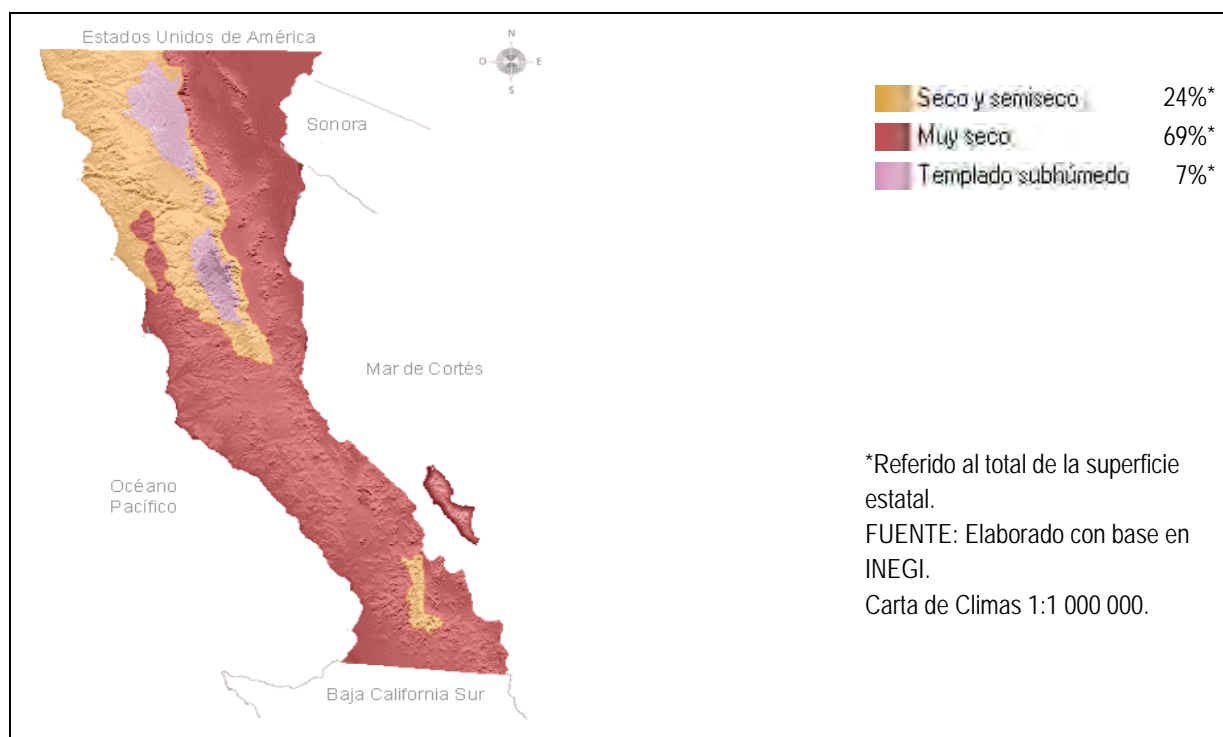 Estados Unidos de América
N
O
E
S
Sonora
Mar de Cortés
Océano
Pacífico
Baja California Sur
Seco y semiseco 24%*
Muy seco 69%*
Templado subhúmedo 7%*
*Referido al total de la superficie
estatal.
FUENTE: Elaborado con base en
INEGI.
Carta de Climas 1:1 000 000.